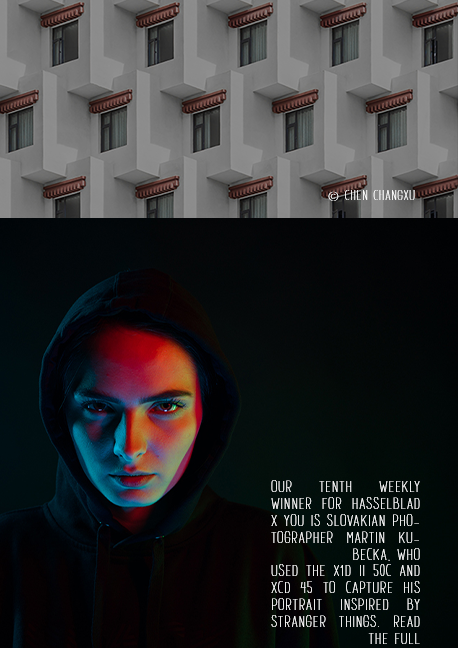 © CHEN CHANGXU
OUR TENTH WEEKLY
WINNER FOR HASSELBLAD
X YOU IS SLOVAKIAN PHO-
TOGRAPHER MARTIN KU-
BECKA, WHO
USED THE X1D II 50C AND
XCD 45 TO CAPTURE HIS
PORTRAIT INSPIRED BY
STRANGER THINGS. READ
THE FULL